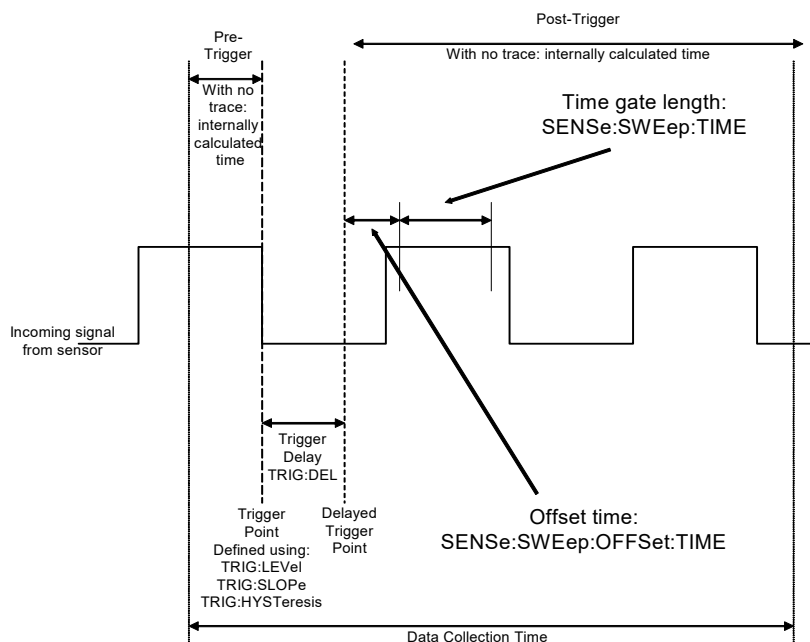 Post-Trigger
With no trace: internally calculated time
Pre-
Trigger
With no
trace:
internally
calculated
time
Time gate length:
SENSe:SWEep:TIME
Incoming signal
from sensor
Trigger
Delay
TRIG:DEL
Trigger
Point
Defined using:
TRIG:LEVel
TRIG:SLOPe
TRIG:HYSTeresis
Delayed
Trigger
Point
Offset time:
SENSe:SWEep:OFFSet:TIME
Data Collection Time